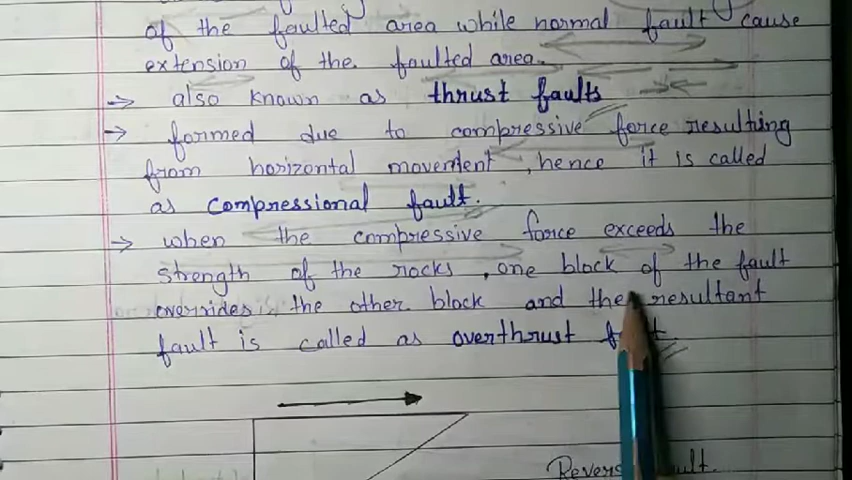 of the faulted area while normal fault cause
extension of the faulted area.
→ also known as thrust faults
→ formed due to compressive force resulting
from horizontal movement, hence it is called
as compressional fault.
→ when the compressive force exceeds the
strength of the rocks, one block of the fault
overrides, the other block and the resultant
fault is called as overthrust